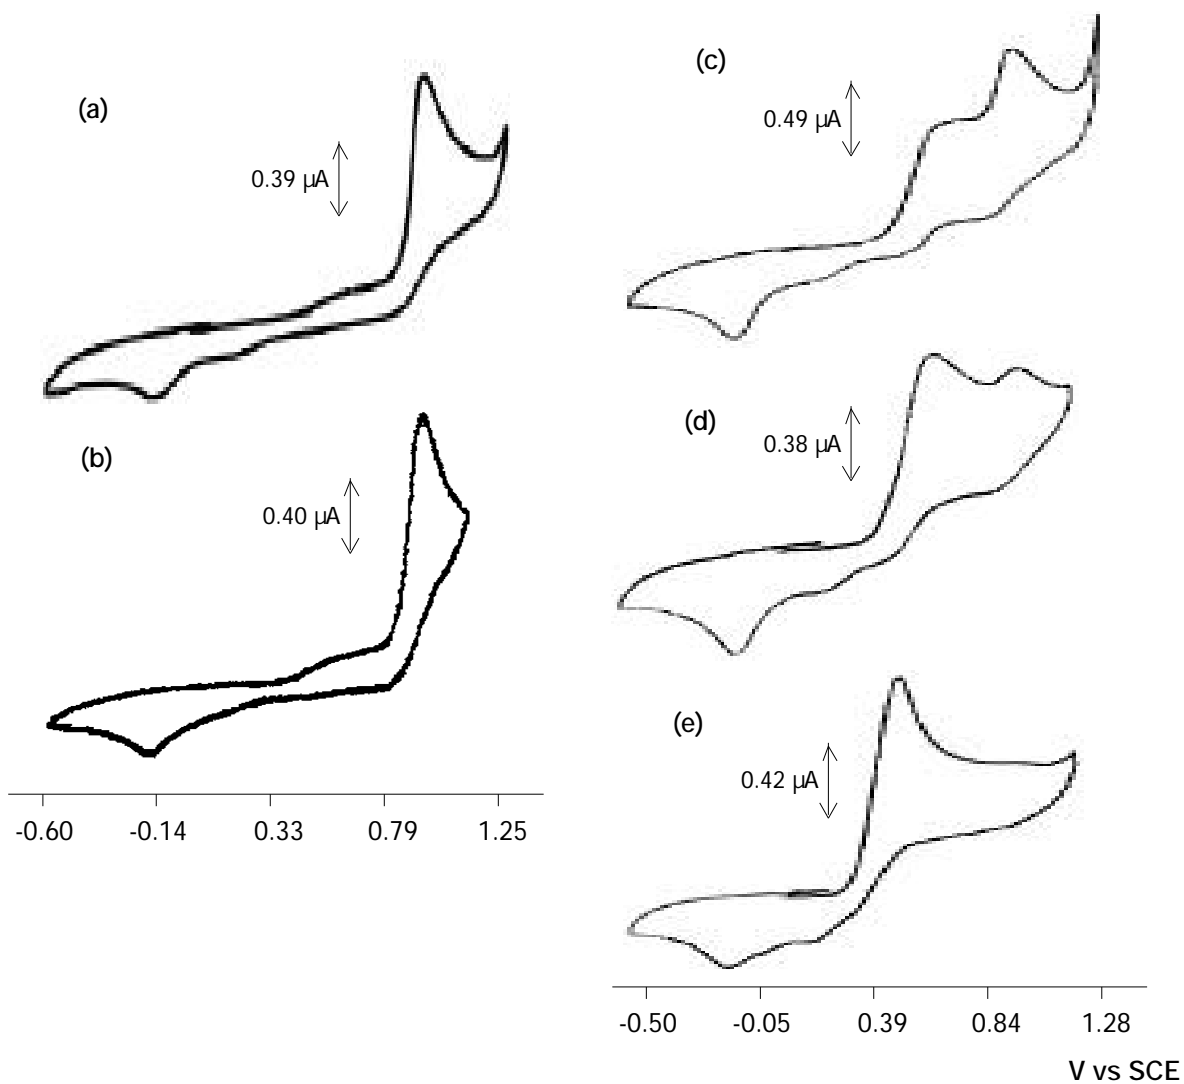 (a)
0.39 µA
(b)
0.40 µA
-0.60 -0.14 0.33 0.79 1.25
(c)
0.49 µA
(d)
0.38 µA
(e)
0.42 µA
-0.50 -0.05 0.39 0.84 1.28
V vs SCE